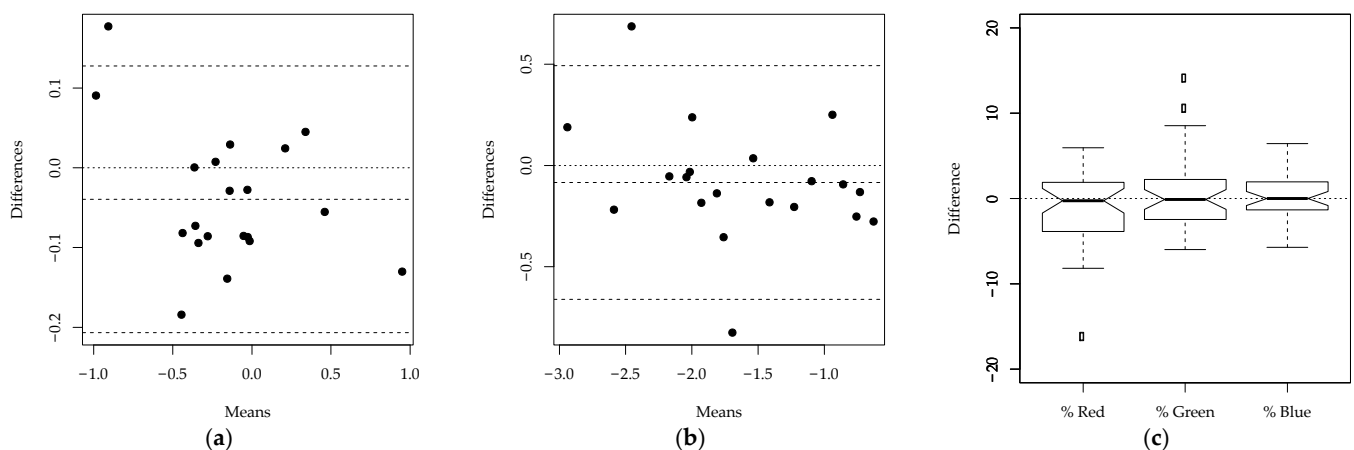 Differences
0.1
0.0
−0.1
−0.2
−1.0 −0.5 0.0 0.5 1.0
Means
(a)
Differences
0.5
0.0
−0.5
−3.0 −2.5 −2.0 −1.5 −1.0
Means
(b)
Difference
20
10
0
−10
−20
% Red % Green % Blue
(c)